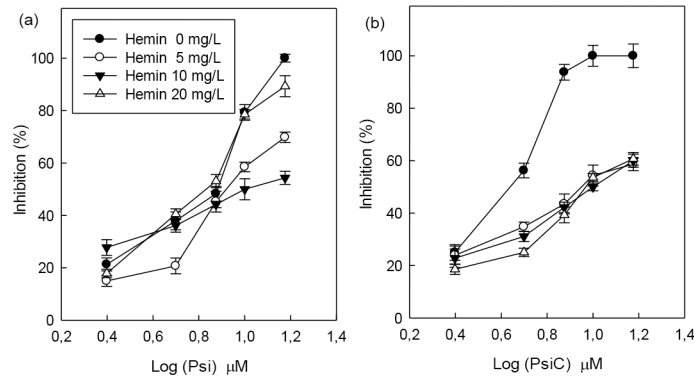 (a)
Hemin 0 mg/L
Hemin 5 mg/L
Hemin 10 mg/L
Hemin 20 mg/L
Inhibition (%)
100
80
60
40
20
0
0,2 0,4 0,6 0,8 1,0 1,2 1,4
Log (Psi) μM
(b)
Inhibition (%)
100
80
60
40
20
0
0,2 0,4 0,6 0,8 1,0 1,2 1,4
Log (PsiC) μM